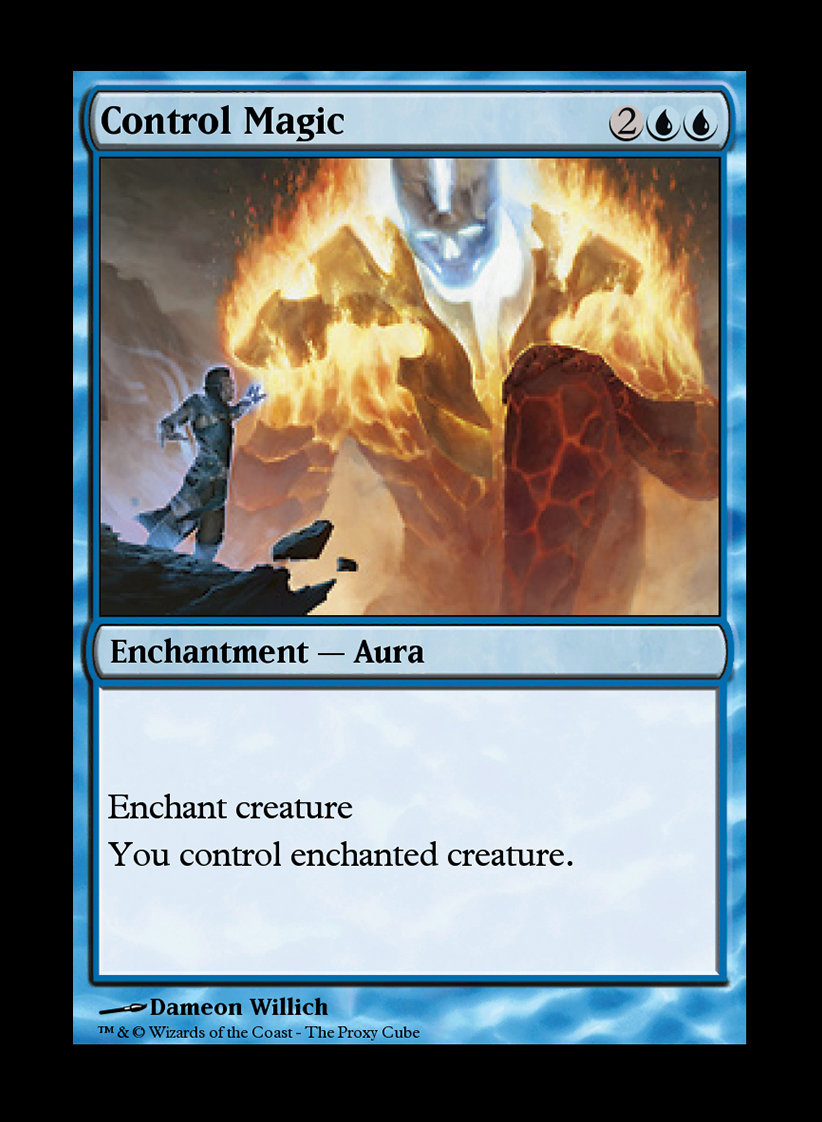 Control Magic 2
Enchantment — Aura
Enchant creature
You control enchanted creature.
Dameon Willich
™ & © Wizards of the Coast - The Proxy Cube